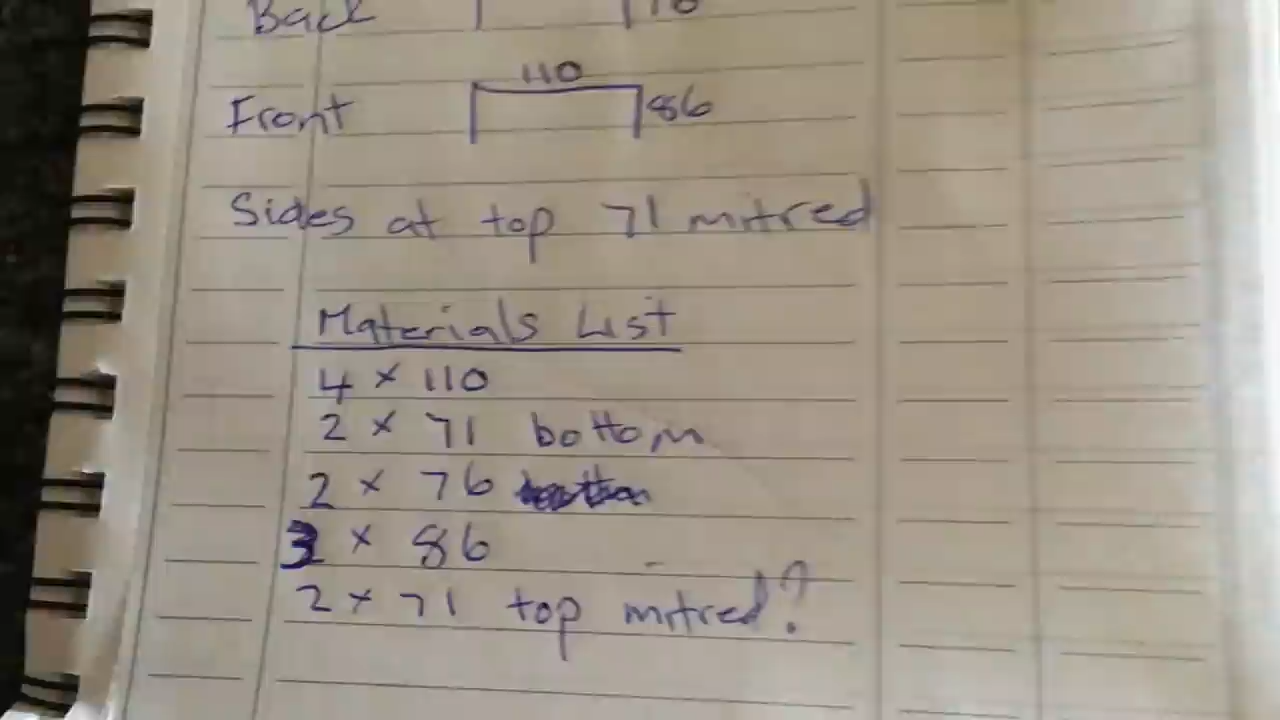 Back
110
Front 86
Sides at top 71 mitred
Materials List
4 x 110
2 x 71 bottom
2 x 76
3 x 86
2 x 71 top mitred?